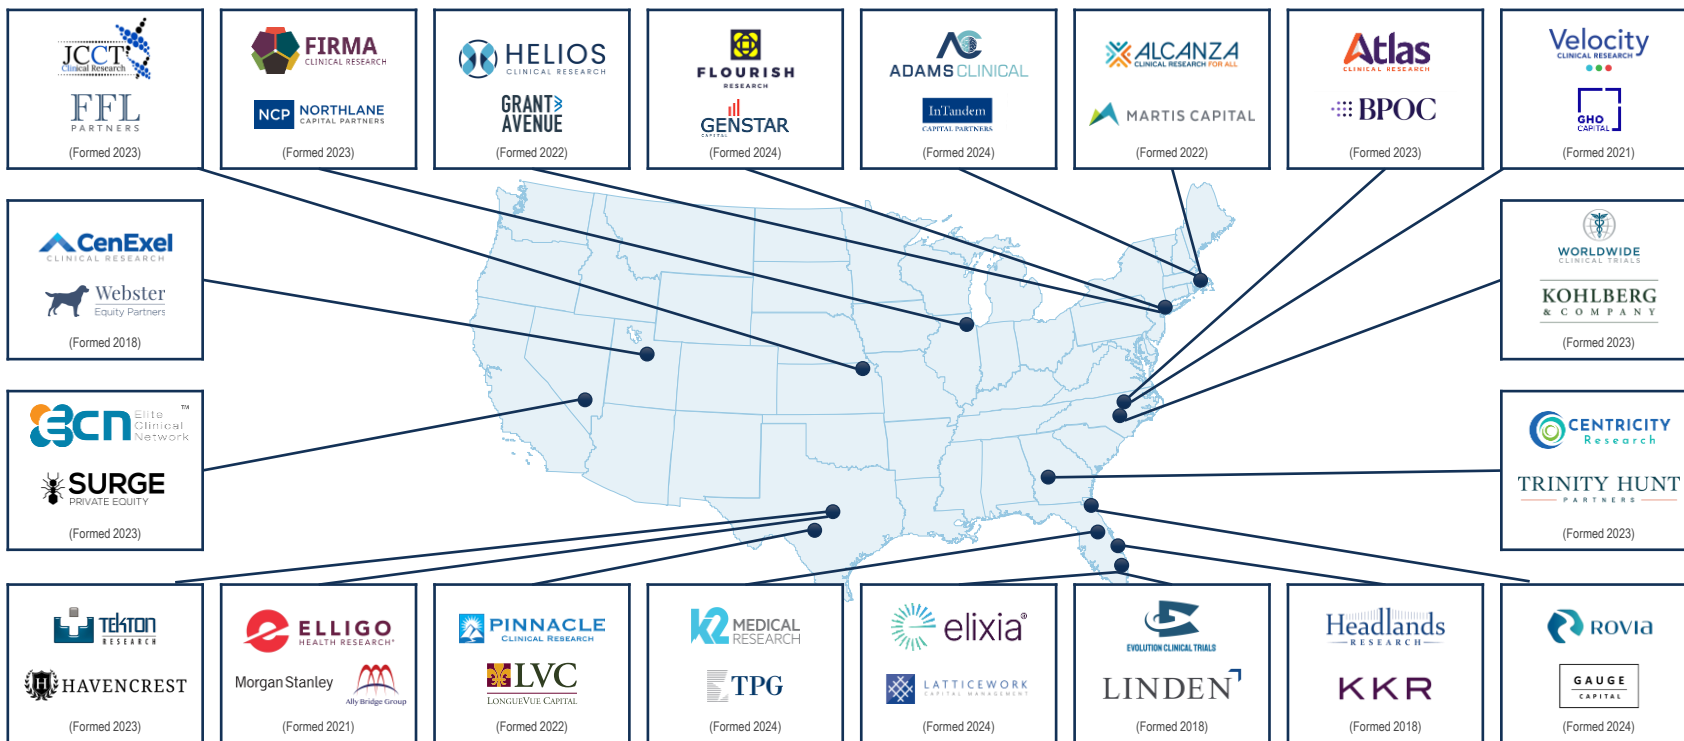 JCCT
Clinical Research
FFL
PARTNERS
(Formed 2023)
FIRMA
CLINICAL RESEARCH
NCP NORTHLANE
CAPITAL PARTNERS
(Formed 2023)
HELIOS
CLINICAL RESEARCH
GRANT
AVENUE
(Formed 2022)
FLOURISH
RESEARCH
GENSTAR
CAPITAL
(Formed 2024)
AC
ADAMS CLINICAL
InTandem
CAPITAL PARTNERS
(Formed 2024)
ALCANZA
CLINICAL RESEARCH FOR ALL
MARTIS CAPITAL
(Formed 2022)
Atlas
CLINICAL RESEARCH
BPOC
(Formed 2023)
Velocity
CLINICAL RESEARCH
GHO
CAPITAL
(Formed 2021)
CenExel
CLINICAL RESEARCH
Webster
Equity Partners
(Formed 2018)
WORLDWIDE
CLINICAL TRIALS
KOHLBERG
& COMPANY
(Formed 2023)
ecn Elite
Clinical
Network ™
SURGE
PRIVATE EQUITY
(Formed 2023)
CENTRICITY
Research
TRINITY HUNT
PARTNERS
(Formed 2023)
TEKTON
RESEARCH
H HAVENCREST
(Formed 2023)
ELLIGO
HEALTH RESEARCH®
Morgan Stanley
Ally Bridge Group
(Formed 2021)
PINNACLE
CLINICAL RESEARCH
LVC
LONGUEVUE CAPITAL
(Formed 2022)
K2 MEDICAL
RESEARCH
TPG
(Formed 2024)
elixia®
LATTICEWORK
CAPITAL MANAGEMENT
(Formed 2024)
EVOLUTION CLINICAL TRIALS
LINDEN
(Formed 2018)
Headlands
RESEARCH
KKR
(Formed 2018)
ROVIA
GAUGE
CAPITAL
(Formed 2024)